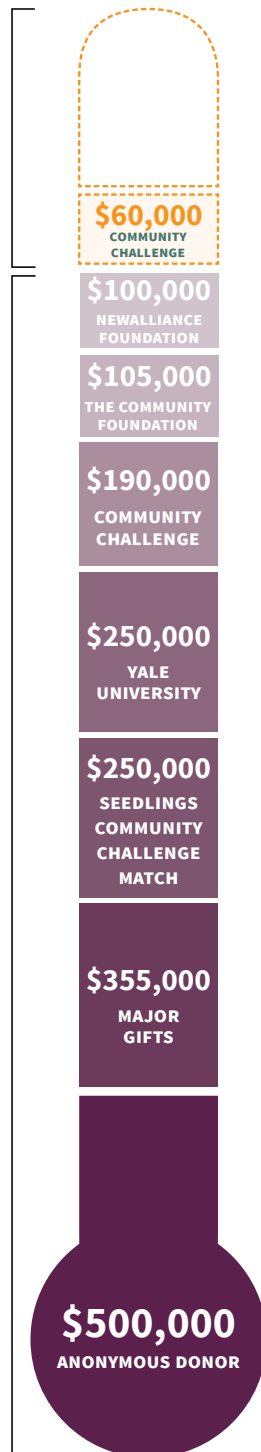 $60,000
COMMUNITY
CHALLENGE
$100,000
NEWALLIANCE
FOUNDATION
$105,000
THE COMMUNITY
FOUNDATION
$190,000
COMMUNITY
CHALLENGE
$250,000
YALE
UNIVERSITY
$250,000
SEEDLINGS
COMMUNITY
CHALLENGE
MATCH
$355,000
MAJOR
GIFTS
$500,000
ANONYMOUS DONOR